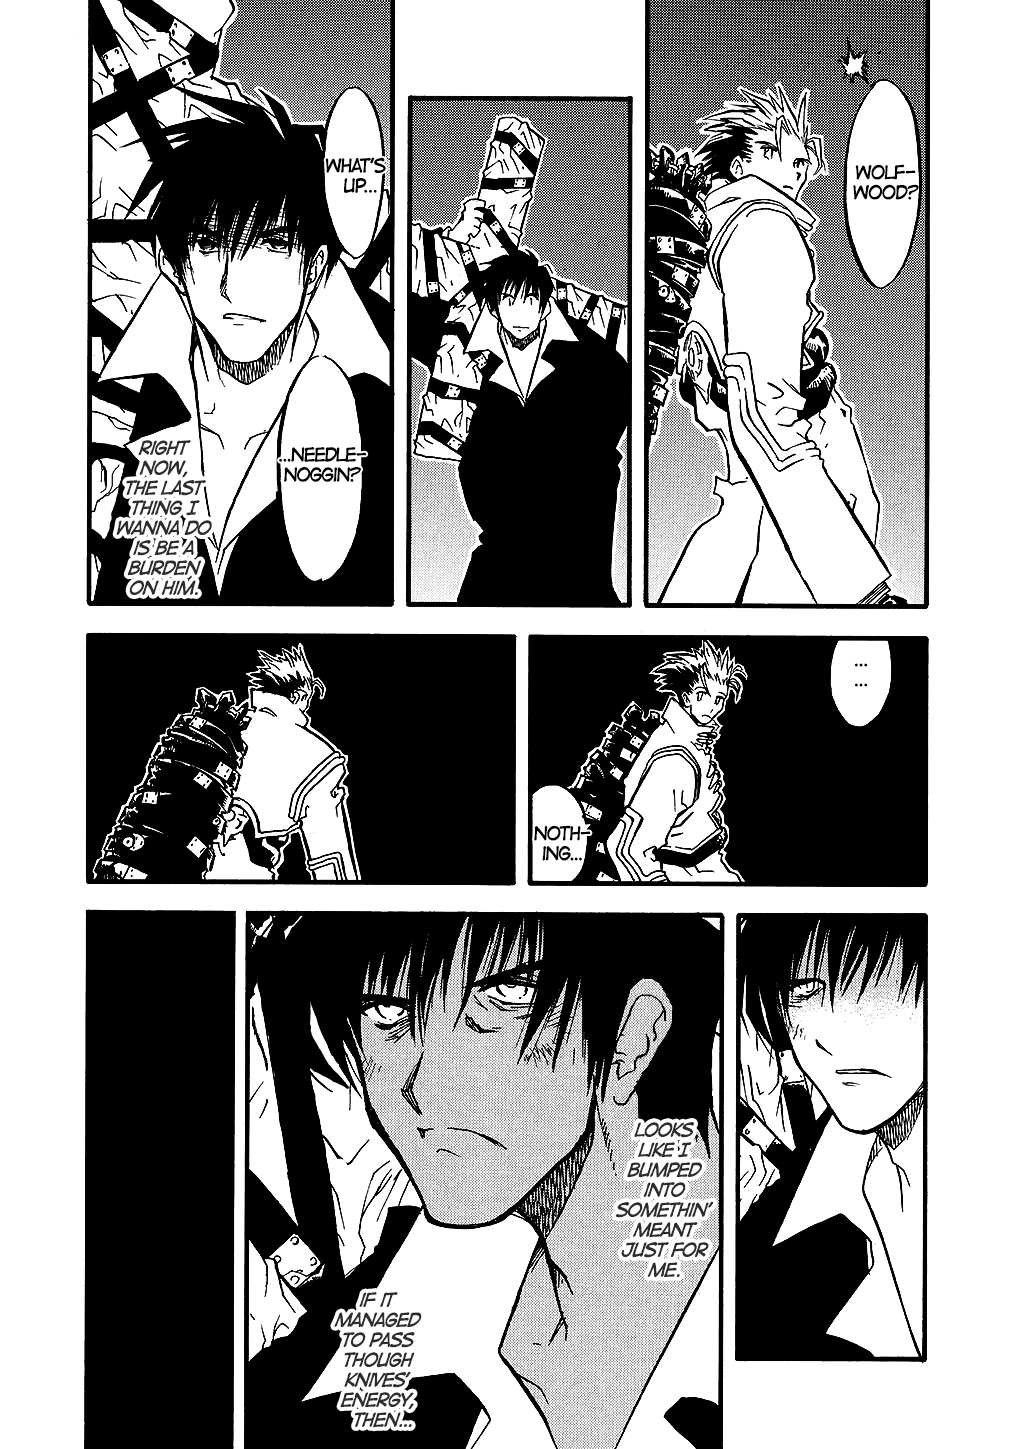 WOLF-
WOOD?
WHAT'S
UP...
...NEEDLE-
NOGGIN?
RIGHT
NOW,
THE LAST
THING I
WANNA DO
IS BE A
BURDEN
ON HIM.
...
...
NOTH-
ING...
LOOKS
LIKE I
BUMPED
INTO
SOMETHIN'
MEANT
JUST FOR
ME.
IF IT
MANAGED
TO PASS
THOUGH
KNIVES'
ENERGY,
THEN...